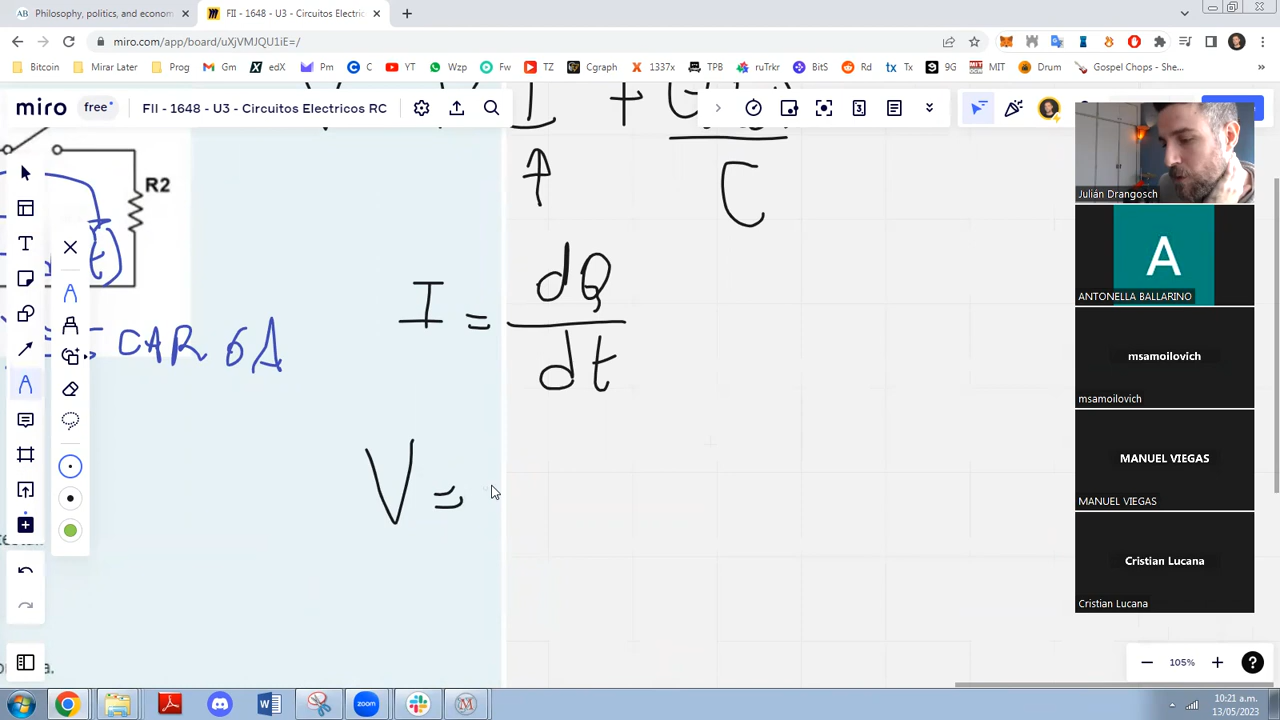 Philosophy, politics, and econom
FII - 1648 - U3 - Circuitos Electric
miro.com/app/board/uXjVMJQU1iE=/
Bitcoin Mirar Later Prog Gm edX Pm C YT Wzp Fw TZ Cgraph 1337x TPB ruTrkr BitS Rd Tx 9G MIT Drum Gospel Chops - She...
miro free FII - 1648 - U3 - Circuitos Electricos RC
I +
C
R2
t
CARGA
I = dQ
dt
V =
Julián Drangosch
A
ANTONELLA BALLARINO
msamoilovich
msamoilovich
MANUEL VIEGAS
MANUEL VIEGAS
Cristian Lucana
Cristian Lucana
105%
zoom
10:21 a.m.
13/05/2023